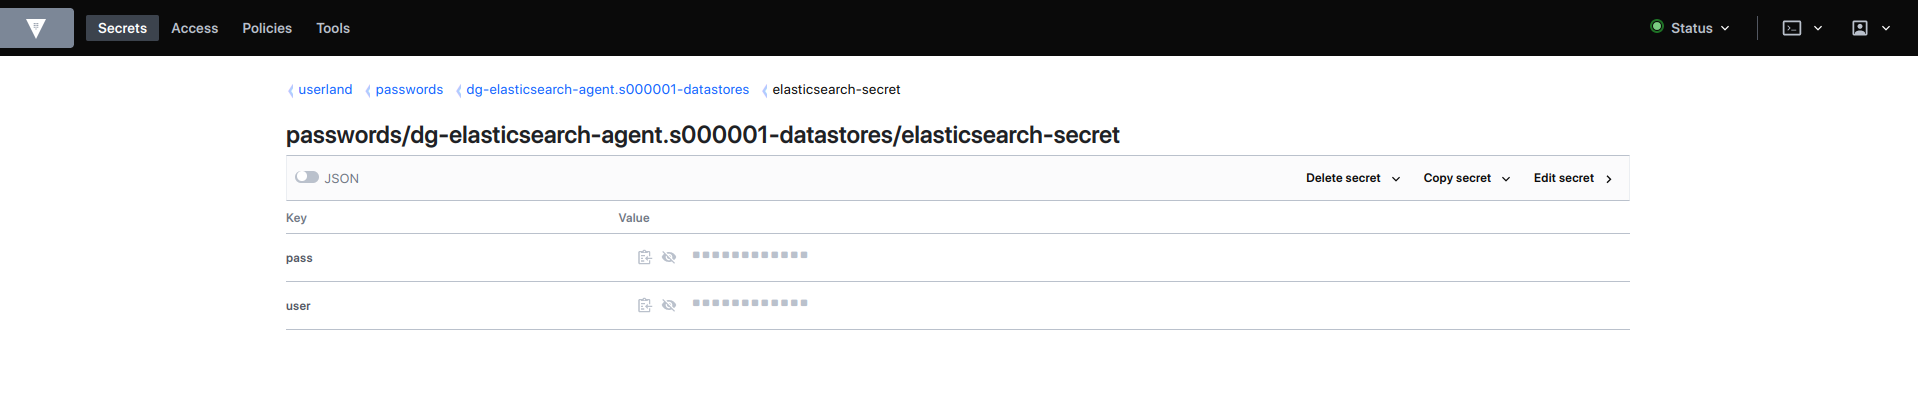 Secrets Access Policies Tools Status
userland passwords dg-elasticsearch-agent.s000001-datastores elasticsearch-secret
passwords/dg-elasticsearch-agent.s000001-datastores/elasticsearch-secret
JSON Delete secret Copy secret Edit secret
Key Value
pass
user